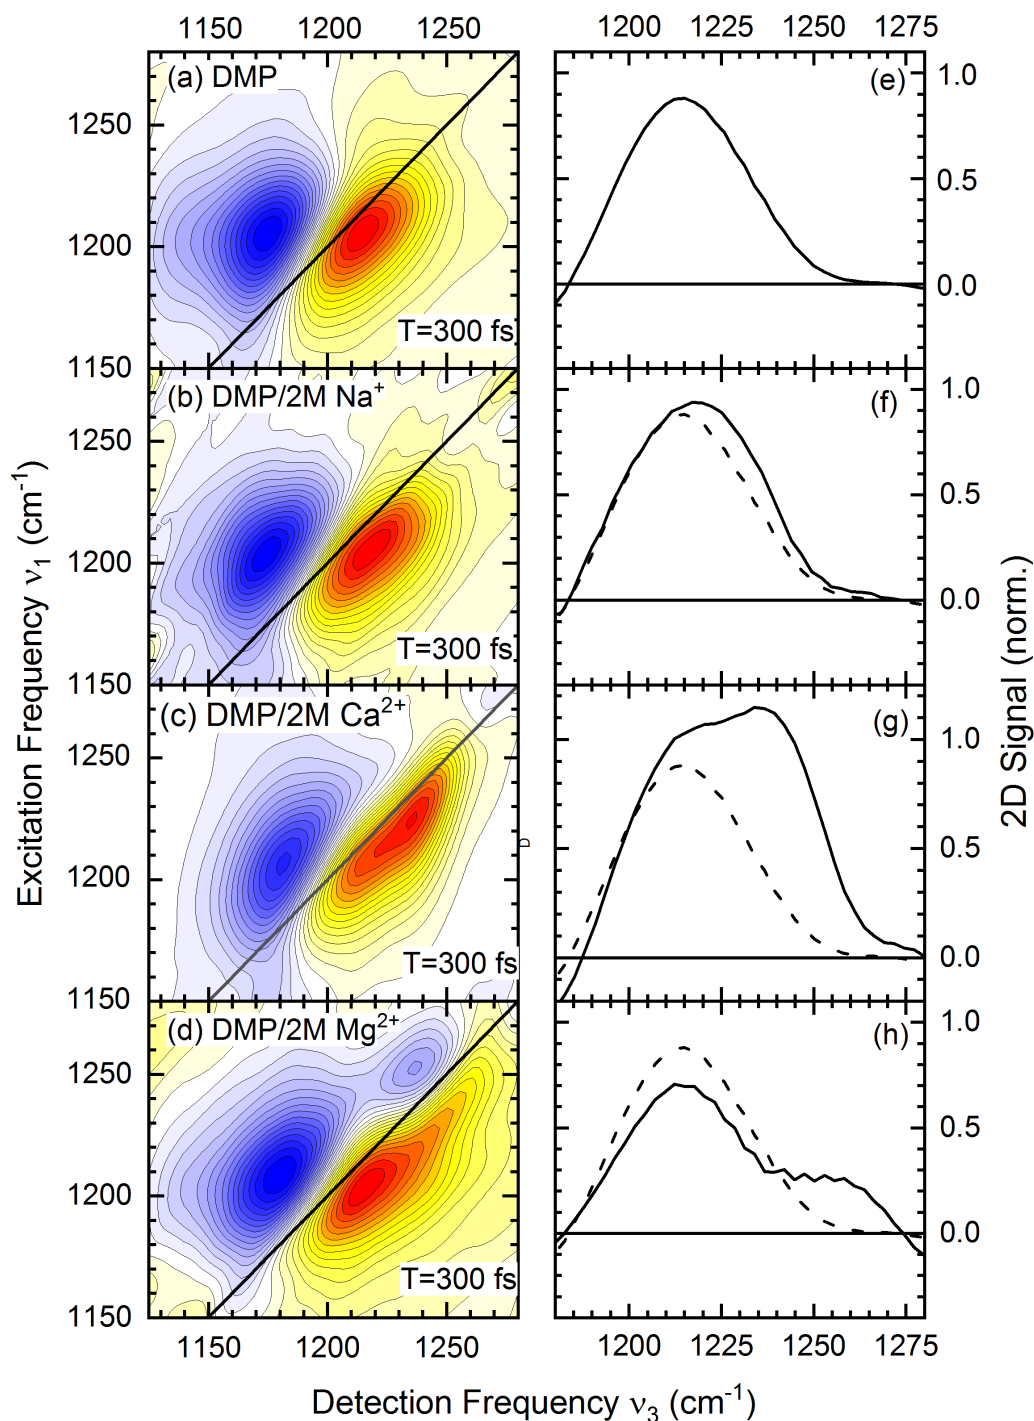 1150 1200 1250
1200 1225 1250 1275
(a) DMP
T=300 fs
1250
1200
1150
(e)
1.0
0.5
0.0
(b) DMP/2M Na⁺
T=300 fs
1250
1200
1150
(f)
1.0
0.5
0.0
(c) DMP/2M Ca²⁺
T=300 fs
1250
1200
1150
D
(g)
1.0
0.5
0.0
(d) DMP/2M Mg²⁺
T=300 fs
1250
1200
1150
(h)
1.0
0.5
0.0
1150 1200 1250
1200 1225 1250 1275
Excitation Frequency ν₁ (cm⁻¹)
2D Signal (norm.)
Detection Frequency ν₃ (cm⁻¹)